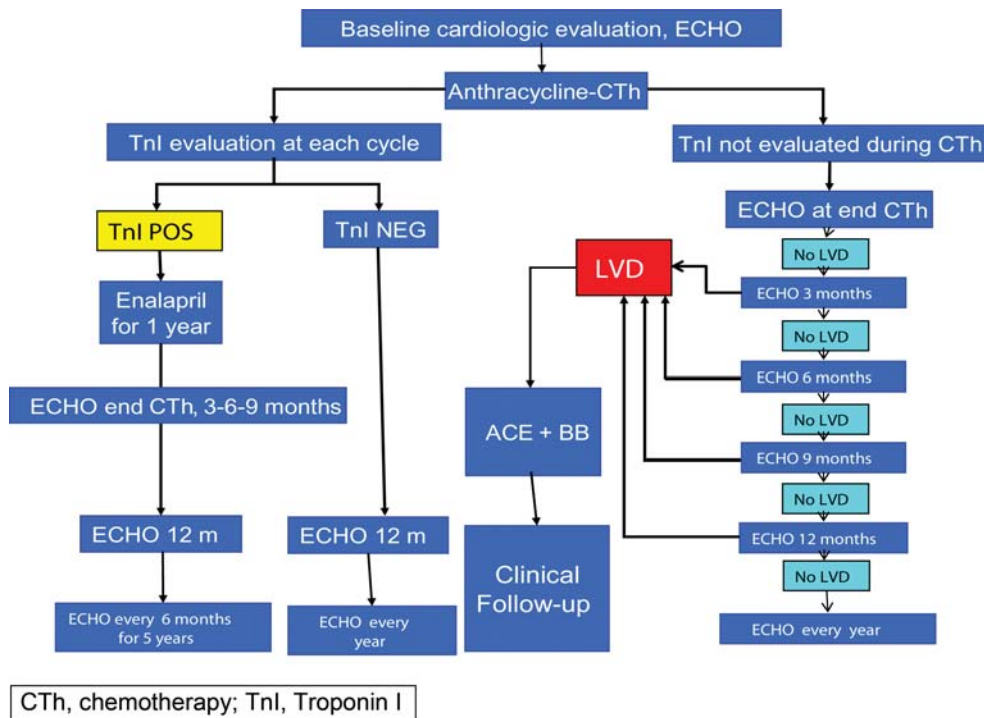 Baseline cardiologic evaluation, ECHO
Anthracycline-CTh
TnI evaluation at each cycle
TnI not evaluated during CTh
TnI POS
TnI NEG
ECHO at end CTh
No LVD
LVD
ECHO 3 months
Enalapril
for 1 year
No LVD
ECHO 6 months
ECHO end CTh, 3-6-9 months
No LVD
ACE + BB
ECHO 9 months
No LVD
ECHO 12 m
ECHO 12 m
ECHO 12 months
Clinical
Follow-up
No LVD
ECHO every 6 months
for 5 years
ECHO every
year
ECHO every year
CTh, chemotherapy; TnI, Troponin I